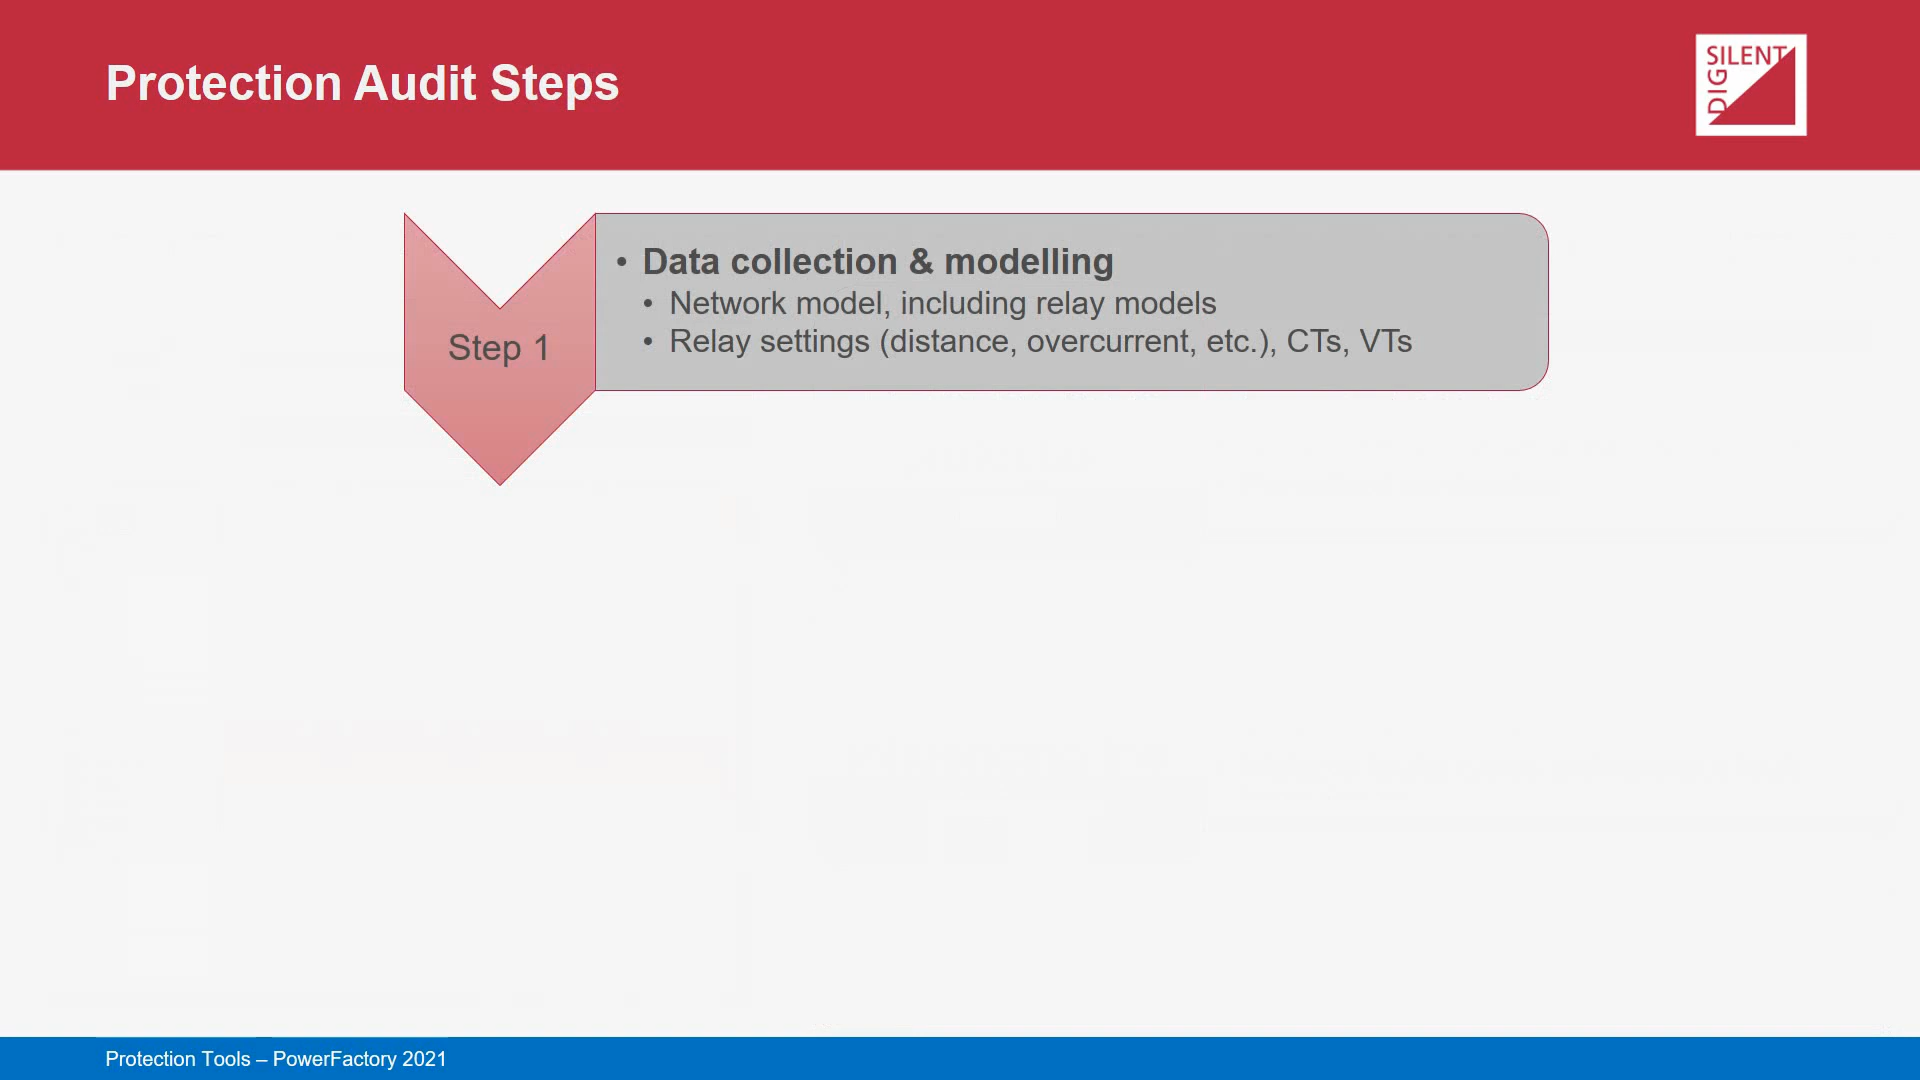 Protection Audit Steps
DIG SILENT
Step 1
• Data collection & modelling
• Network model, including relay models
• Relay settings (distance, overcurrent, etc.), CTs, VTs
Protection Tools – PowerFactory 2021